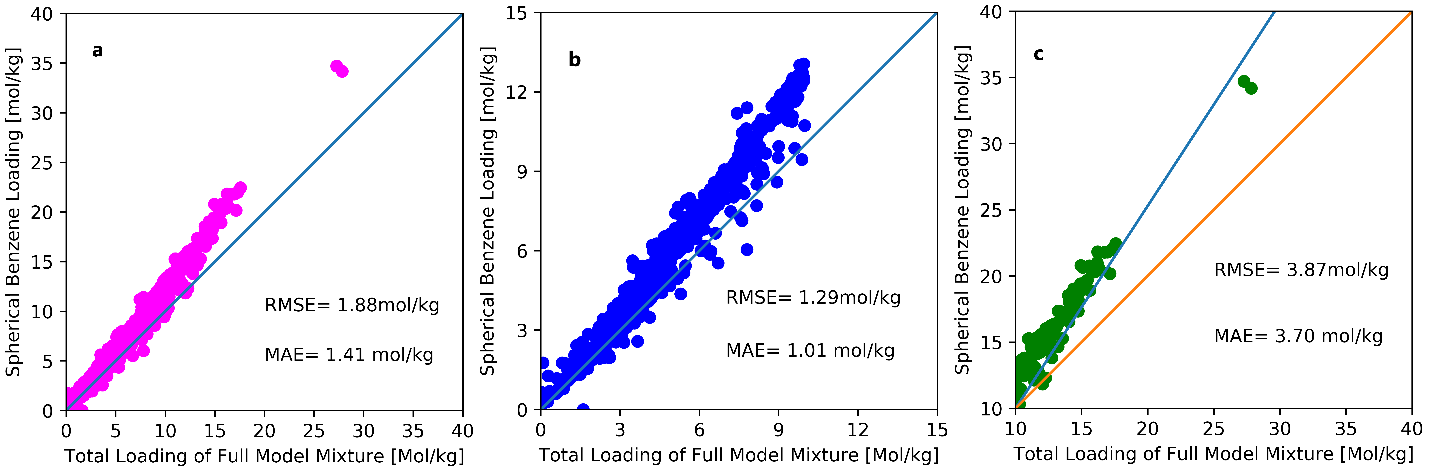 a
40
35
30
25
20
15
10
5
0
Spherical Benzene Loading [mol/kg]
RMSE= 1.88mol/kg
MAE= 1.41 mol/kg
0 5 10 15 20 25 30 35 40
Total Loading of Full Model Mixture [Mol/kg]
b
15
12
9
6
3
0
Spherical Benzene Loading [mol/kg]
RMSE= 1.29mol/kg
MAE= 1.01 mol/kg
0 3 6 9 12 15
Total Loading of Full Model Mixture [Mol/kg]
c
40
35
30
25
20
15
10
Spherical Benzene Loading [mol/kg]
RMSE= 3.87mol/kg
MAE= 3.70 mol/kg
10 15 20 25 30 35 40
Total Loading of Full Model Mixture [Mol/kg]